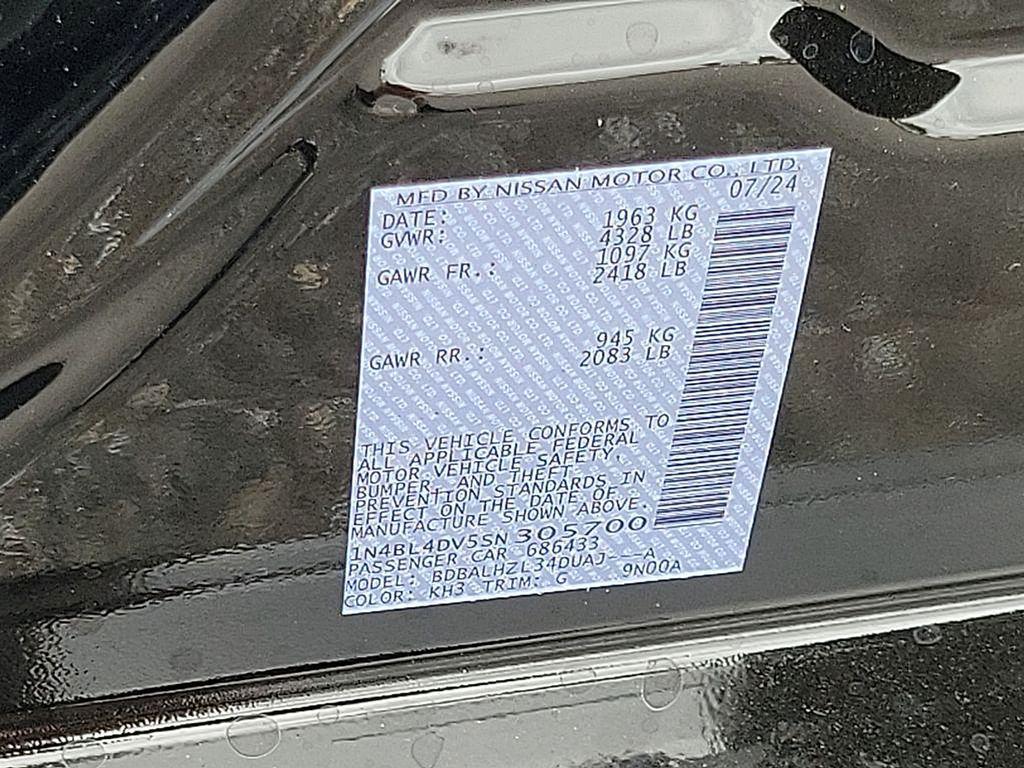 MFD BY NISSAN MOTOR CO., LTD.
DATE: 07/24
GVWR: 1963 KG
4328 LB
GAWR FR.: 1097 KG
2418 LB
GAWR RR.: 945 KG
2083 LB
THIS VEHICLE CONFORMS TO
ALL APPLICABLE FEDERAL
MOTOR VEHICLE SAFETY,
BUMPER, AND THEFT
PREVENTION STANDARDS IN
EFFECT ON THE DATE OF
MANUFACTURE SHOWN ABOVE.
1N4BL4DV5SN305700
PASSENGER CAR 686433
MODEL: BDBALHZL34DUAJ---A
COLOR: KH3 TRIM: G 9N00A